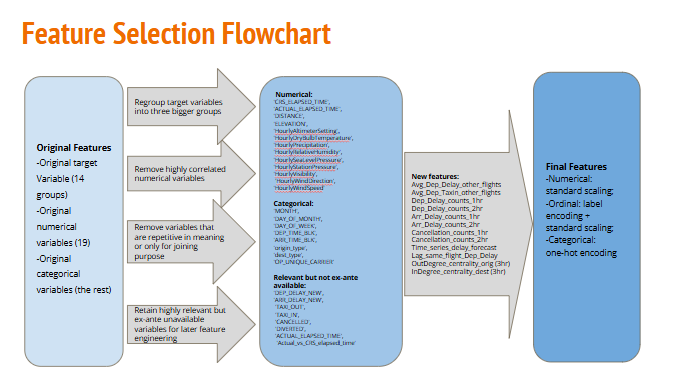 Feature Selection Flowchart
Original Features
-Original target
Variable (14
groups)
-Original
numerical
variables (19)
-Original
categorical
variables (the rest)
Regroup target variables
into three bigger groups
Remove highly correlated
numerical variables
Remove variables that
are repetitive in meaning
or only for joining
purpose
Retain highly relevant but
ex-ante unavailable
variables for later feature
engineering
Numerical:
'CRS_ELAPSED_TIME',
'ACTUAL_ELAPSED_TIME',
'DISTANCE',
'ELEVATION',
'HourlyAltimeterSetting',
'HourlyDryBulbTemperature',
'HourlyPrecipitation',
'HourlyRelativeHumidity',
'HourlySeaLevelPressure',
'HourlyStationPressure',
'HourlyVisibility',
'HourlyWindDirection',
'HourlyWindSpeed'
Categorical:
'MONTH',
'DAY_OF_MONTH',
'DAY_OF_WEEK',
'DEP_TIME_BLK',
'ARR_TIME_BLK',
'origin_type',
'dest_type',
'OP_UNIQUE_CARRIER'
Relevant but not ex-ante
available:
'DEP_DELAY_NEW',
'ARR_DELAY_NEW',
'TAXI_OUT',
'TAXI_IN',
'CANCELLED',
'DIVERTED',
'ACTUAL_ELAPSED_TIME',
'Actual_vs_CRS_elapsedl_time'
New features:
Avg_Dep_Delay_other_flights
Avg_Dep_Taxin_other_flights
Dep_Delay_counts_1hr
Dep_Delay_counts_2hr
Arr_Delay_counts_1hr
Arr_Delay_counts_2hr
Cancellation_counts_1hr
Cancellation_counts_2hr
Time_series_delay_forecast
Lag_same_flight_Dep_Delay
OutDegree_centrality_orig (3hr)
InDegree_centrality_dest (3hr)
Final Features
-Numerical:
standard scaling;
-Ordinal: label
encoding +
standard scaling;
-Categorical:
one-hot encoding